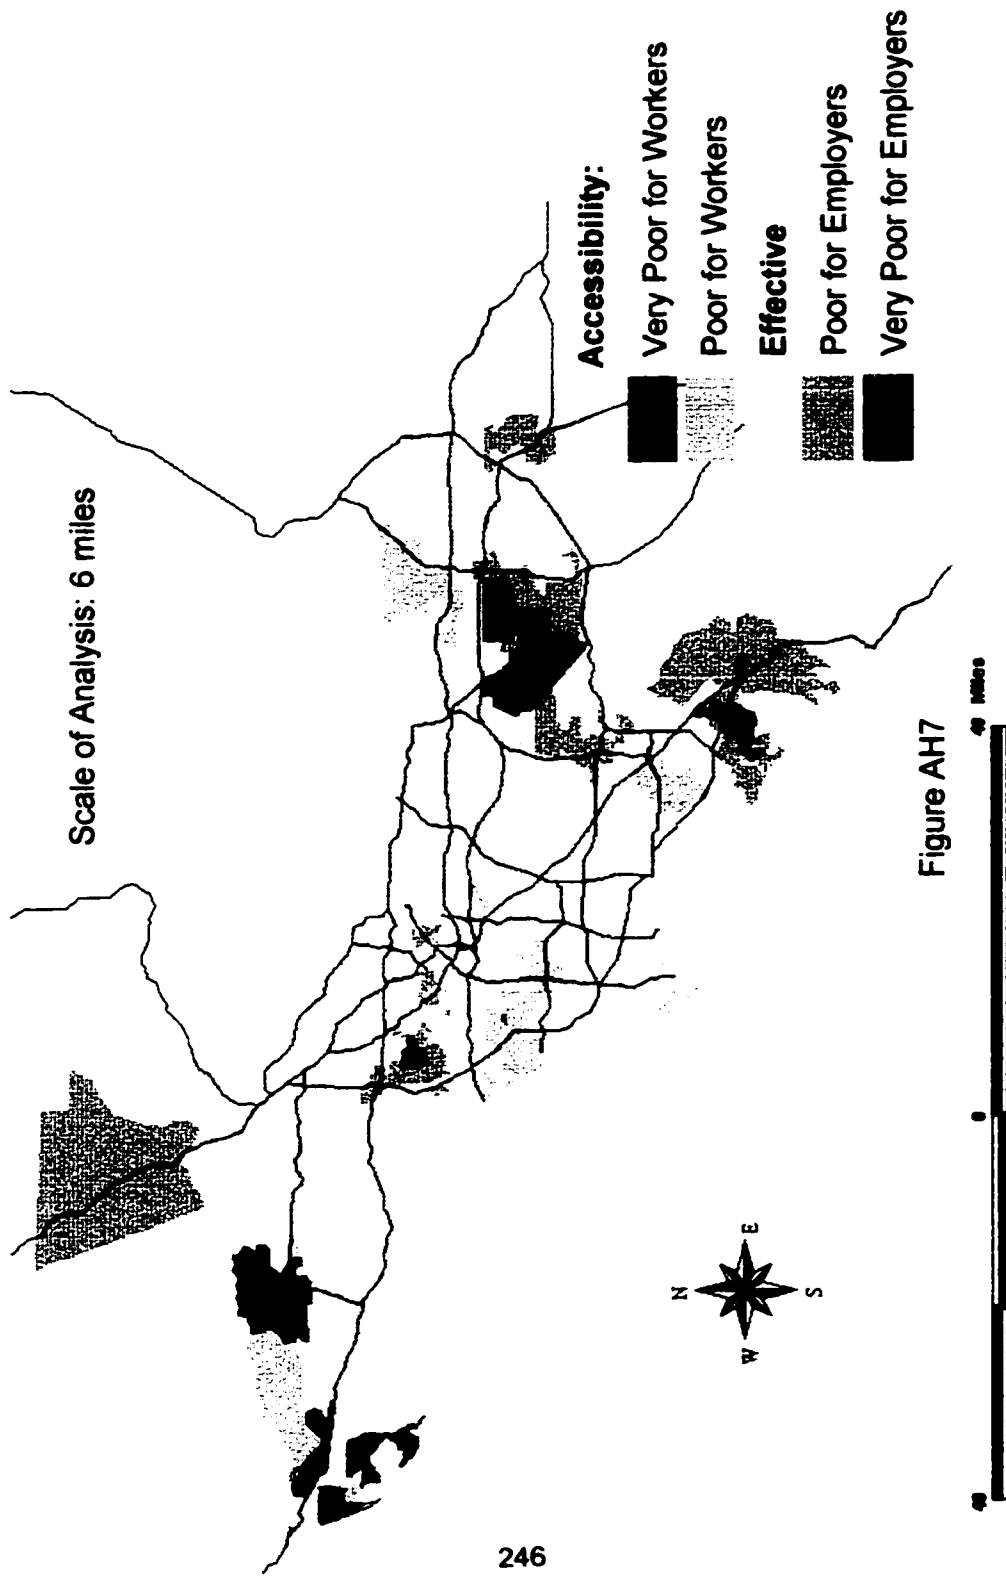 Scale of Analysis: 6 miles
Accessibility:
Very Poor for Workers
Poor for Workers
Effective
Poor for Employers
Very Poor for Employers
N
W E
S
Figure AH7
40 0 40 Miles
246